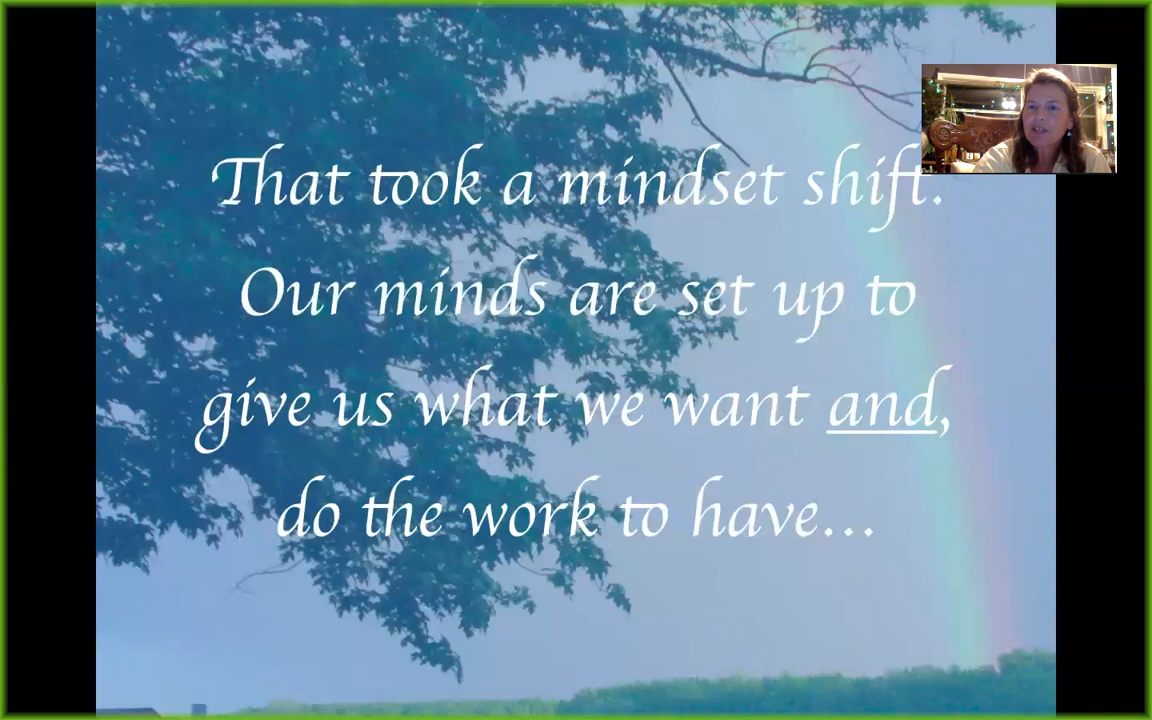 That took a mindset shift.
Our minds are set up to
give us what we want and,
do the work to have...